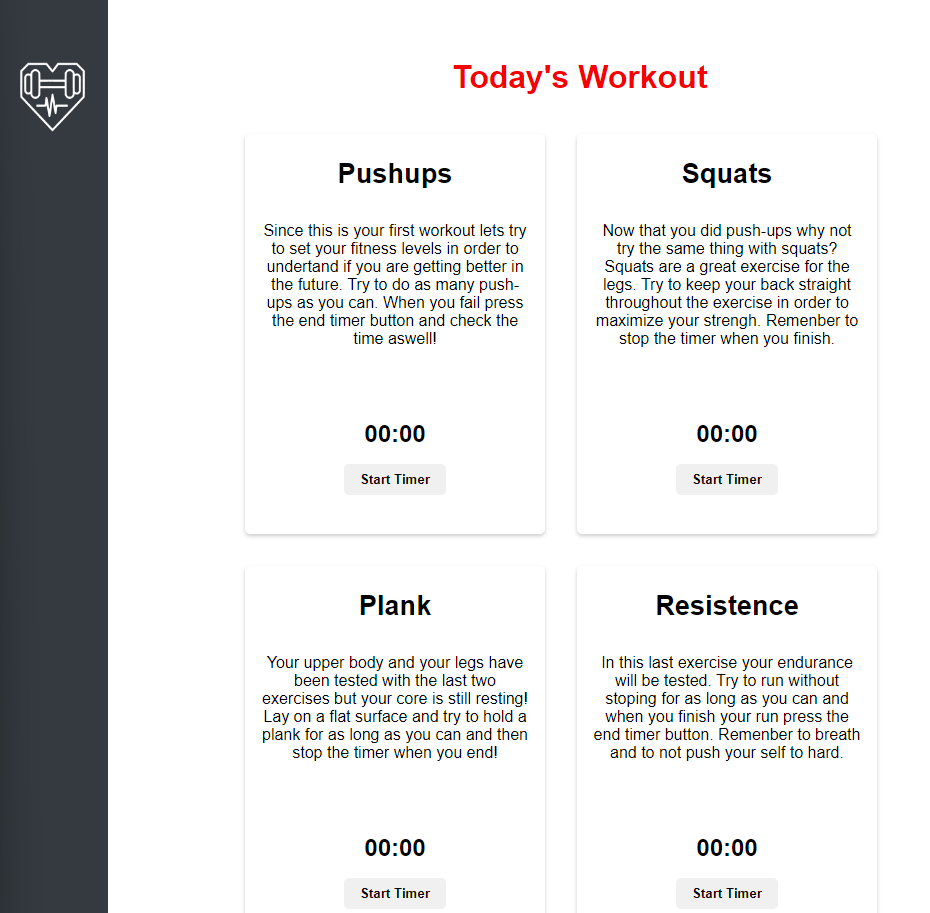 Today's Workout
Pushups
Since this is your first workout lets try
to set your fitness levels in order to
undertand if you are getting better in
the future. Try to do as many push-
ups as you can. When you fail press
the end timer button and check the
time aswell!
00:00
Start Timer
Squats
Now that you did push-ups why not
try the same thing with squats?
Squats are a great exercise for the
legs. Try to keep your back straight
throughout the exercise in order to
maximize your strengh. Remenber to
stop the timer when you finish.
00:00
Start Timer
Plank
Your upper body and your legs have
been tested with the last two
exercises but your core is still resting!
Lay on a flat surface and try to hold a
plank for as long as you can and then
stop the timer when you end!
00:00
Start Timer
Resistence
In this last exercise your endurance
will be tested. Try to run without
stoping for as long as you can and
when you finish your run press the
end timer button. Remenber to breath
and to not push your self to hard.
00:00
Start Timer